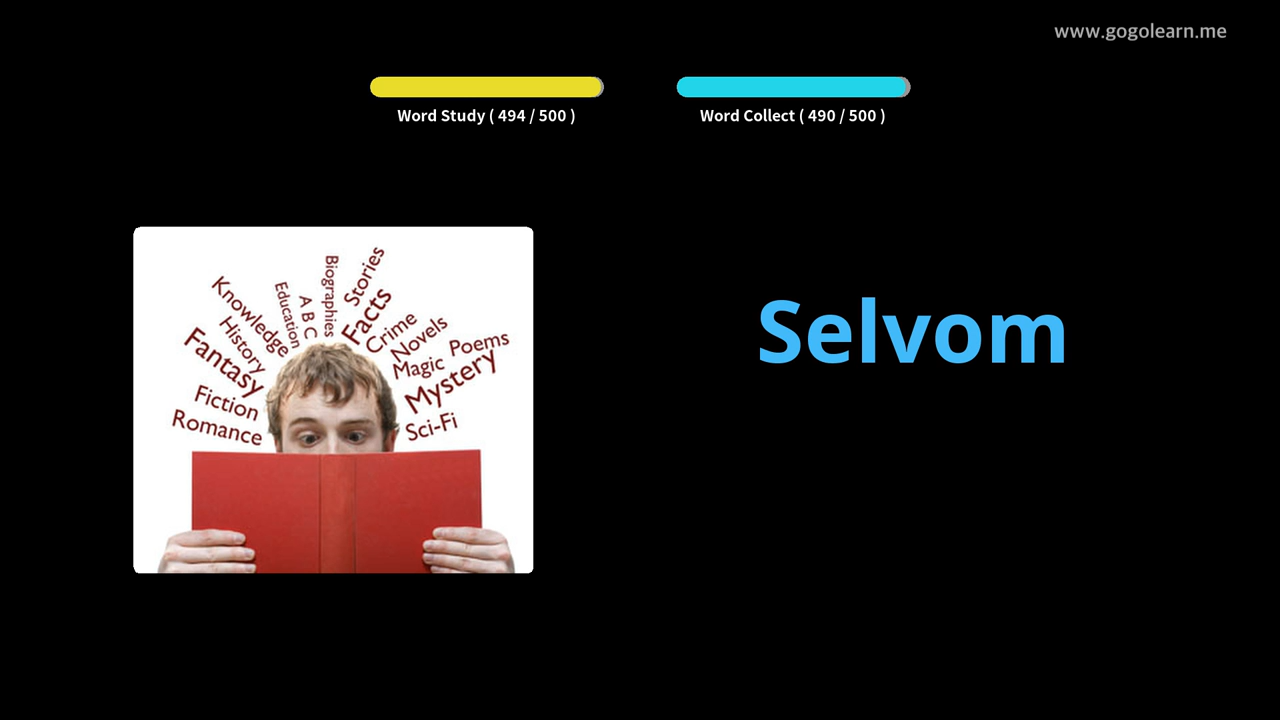 www.gogolearn.me
Word Study ( 494 / 500 )
Word Collect ( 490 / 500 )
Selvom
Biographies
Stories
Facts
A B C
Education
Knowledge
History
Fantasy
Fiction
Romance
Crime
Novels
Poems
Magic
Mystery
Sci-Fi